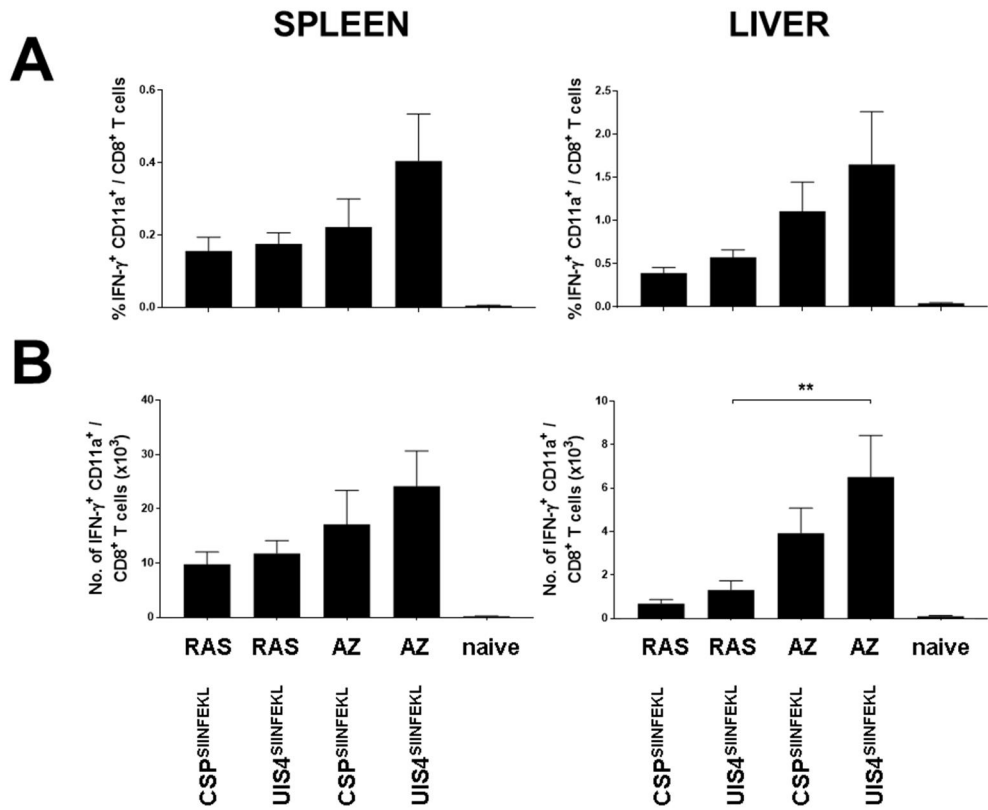 SPLEEN
LIVER
A
% IFN-γ+ CD11a+ / CD8+ T cells
0.6
0.4
0.2
0.0
% IFN-γ+ CD11a+ / CD8+ T cells
2.5
2.0
1.5
1.0
0.5
0.0
B
No. of IFN-γ+ CD11a+ /
CD8+ T cells (x10³)
40
30
20
10
0
No. of IFN-γ+ CD11a+ /
CD8+ T cells (x10³)
10
8
6
4
2
0
**
RAS RAS AZ AZ naive
RAS RAS AZ AZ naive
CSPSIINFEKL
UIS4SIINFEKL
CSPSIINFEKL
UIS4SIINFEKL
CSPSIINFEKL
UIS4SIINFEKL
CSPSIINFEKL
UIS4SIINFEKL